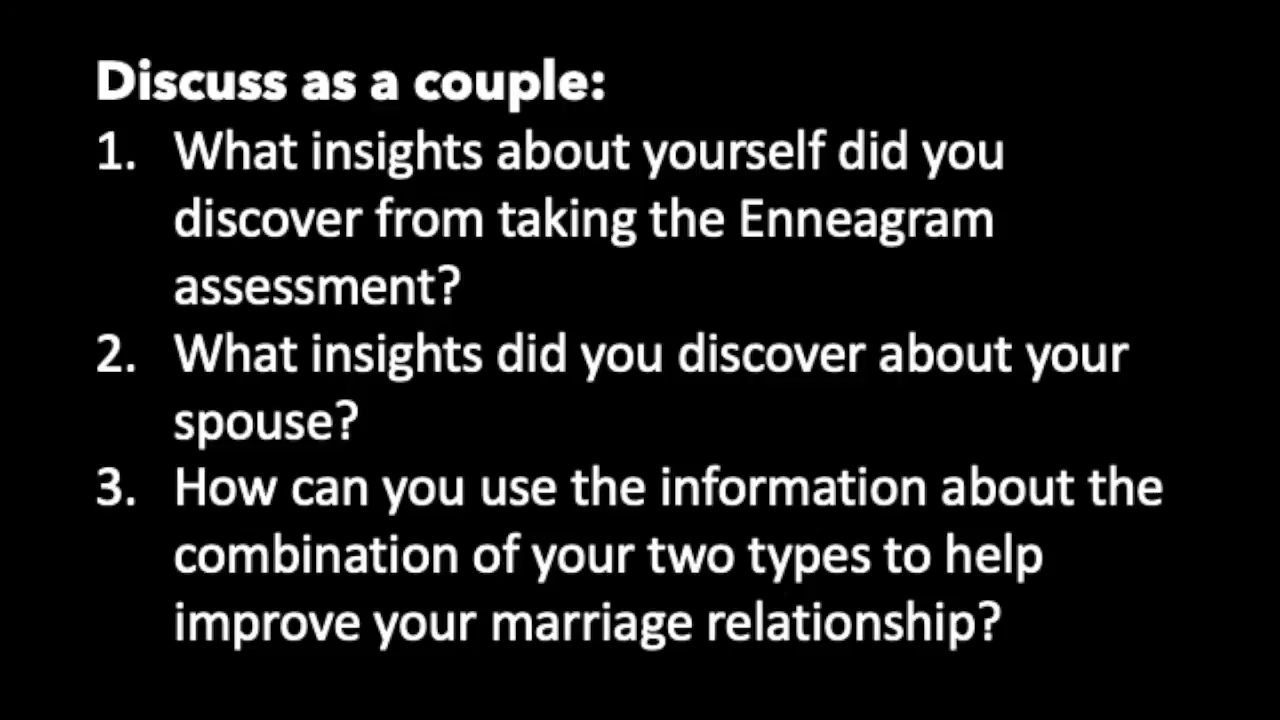 Discuss as a couple:
1. What insights about yourself did you
discover from taking the Enneagram
assessment?
2. What insights did you discover about your
spouse?
3. How can you use the information about the
combination of your two types to help
improve your marriage relationship?